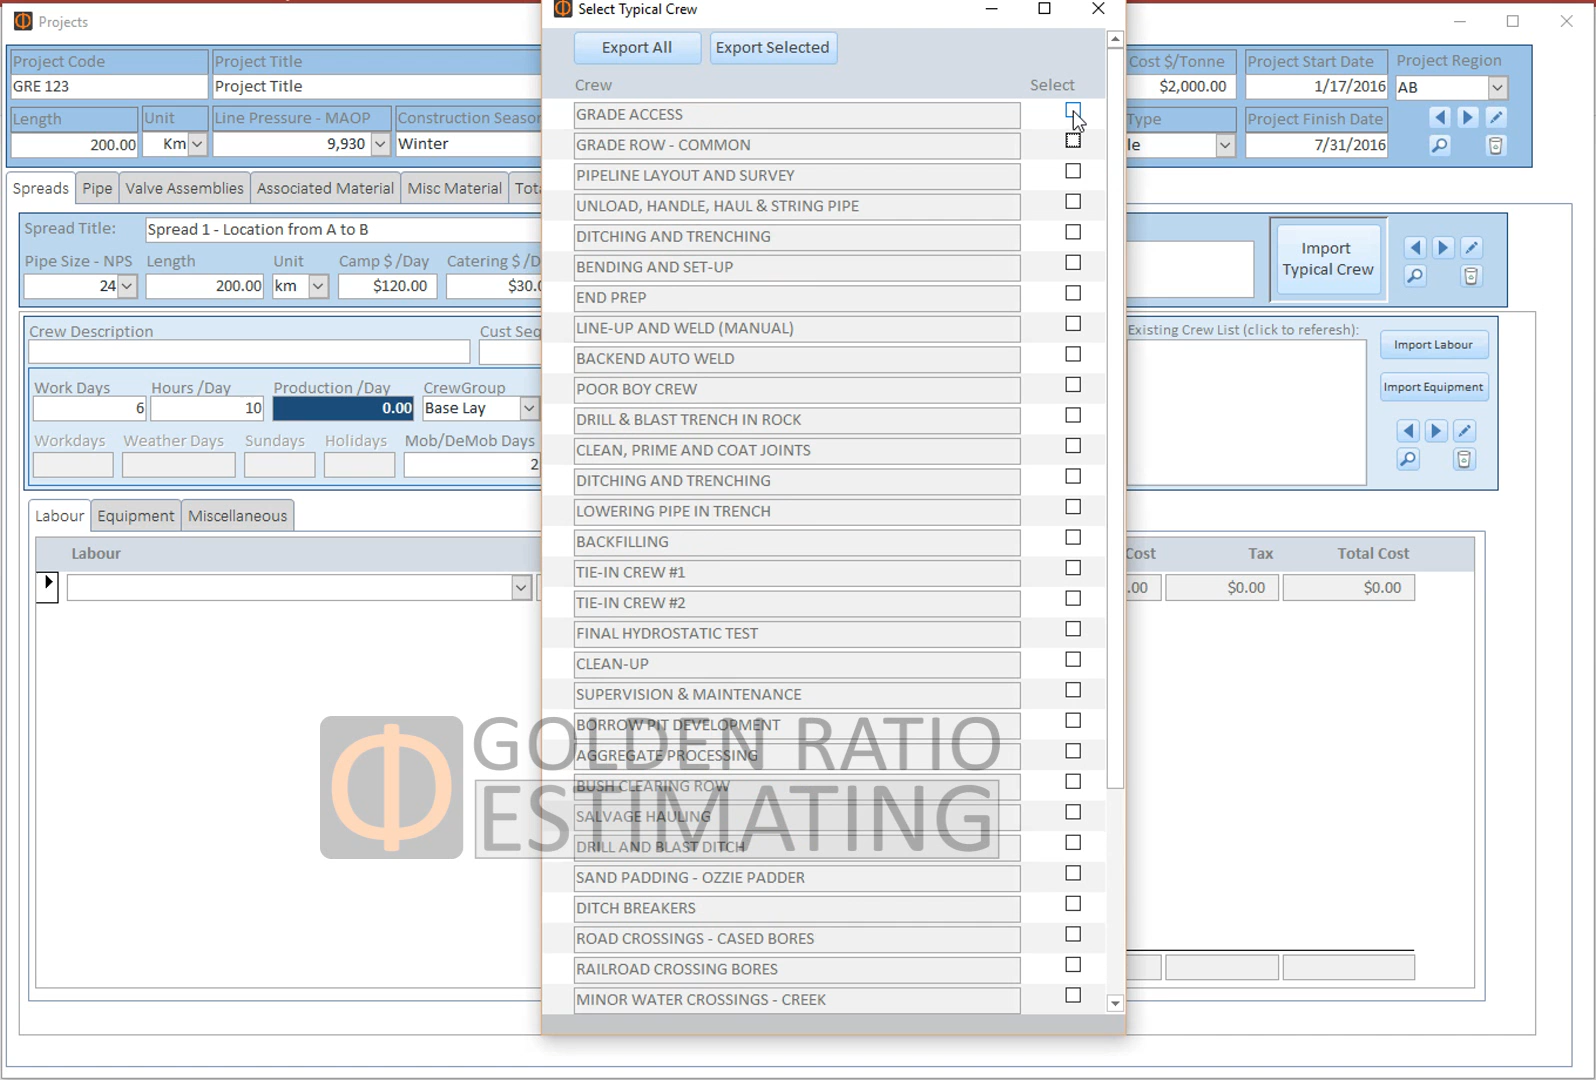 Projects
Project Code
Project Title
GRE 123
Project Title
Length
Unit
Line Pressure - MAOP
Construction Season
200.00
Km
9,930
Winter
Cost $/Tonne
Project Start Date
Project Region
$2,000.00
1/17/2016
AB
Type
Project Finish Date
le
7/31/2016
Spreads
Pipe
Valve Assemblies
Associated Material
Misc Material
Tot
Spread Title:
Spread 1 - Location from A to B
Pipe Size - NPS
Length
Unit
Camp $ /Day
Catering $ /D
24
200.00
km
$120.00
$30.0
Import
Typical Crew
Crew Description
Cust Seq
Existing Crew List (click to referesh):
Import Labour
Import Equipment
Work Days
Hours /Day
Production /Day
CrewGroup
6
10
0.00
Base Lay
Workdays
Weather Days
Sundays
Holidays
Mob/DeMob Days
2
Labour
Equipment
Miscellaneous
Labour
Cost
Tax
Total Cost
.00
$0.00
$0.00
Select Typical Crew
Export All
Export Selected
Crew
Select
GRADE ACCESS
GRADE ROW - COMMON
PIPELINE LAYOUT AND SURVEY
UNLOAD, HANDLE, HAUL & STRING PIPE
DITCHING AND TRENCHING
BENDING AND SET-UP
END PREP
LINE-UP AND WELD (MANUAL)
BACKEND AUTO WELD
POOR BOY CREW
DRILL & BLAST TRENCH IN ROCK
CLEAN, PRIME AND COAT JOINTS
DITCHING AND TRENCHING
LOWERING PIPE IN TRENCH
BACKFILLING
TIE-IN CREW #1
TIE-IN CREW #2
FINAL HYDROSTATIC TEST
CLEAN-UP
SUPERVISION & MAINTENANCE
BORROW PIT DEVELOPMENT
AGGREGATE PROCESSING
BUSH CLEARING ROW
SALVAGE HAULING
DRILL AND BLAST DITCH
SAND PADDING - OZZIE PADDER
DITCH BREAKERS
ROAD CROSSINGS - CASED BORES
RAILROAD CROSSING BORES
MINOR WATER CROSSINGS - CREEK
GOLDEN RATIO
ESTIMATING